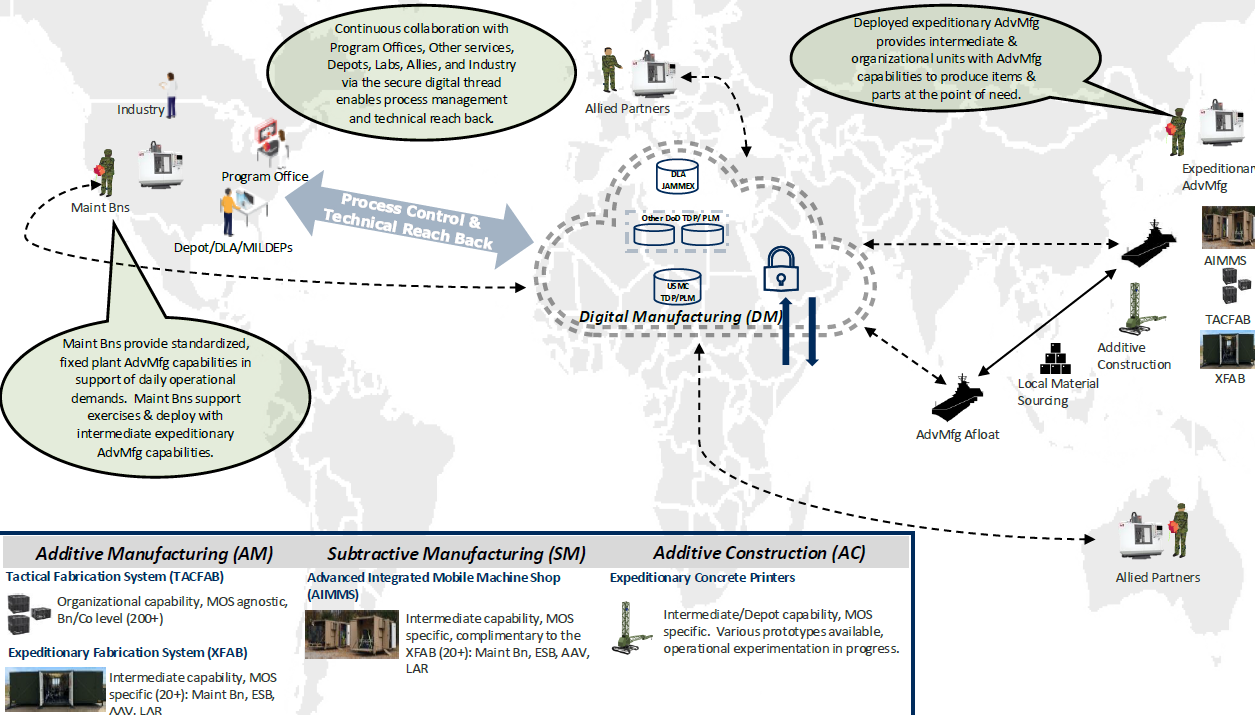 Continuous collaboration with
Program Offices, Other services,
Depots, Labs, Allies, and Industry
via the secure digital thread
enables process management
and technical reach back.
Deployed expeditionary AdvMfg
provides intermediate &
organizational units with AdvMfg
capabilities to produce items &
parts at the point of need.
Industry
Allied Partners
Program Office
Maint Bns
Depot/DLA/MILDEPs
Process Control &
Technical Reach Back
DLA
JAMMEX
Other DoD TDP/PLM
USMC
TDP/PLM
Digital Manufacturing (DM)
Expeditionary
AdvMfg
AIMMS
TACFAB
XFAB
Additive
Construction
Local Material
Sourcing
AdvMfg Afloat
Maint Bns provide standardized,
fixed plant AdvMfg capabilities in
support of daily operational
demands. Maint Bns support
exercises & deploy with
intermediate expeditionary
AdvMfg capabilities.
Allied Partners
Additive Manufacturing (AM)
Tactical Fabrication System (TACFAB)
Organizational capability, MOS agnostic,
Bn/Co level (200+)
Expeditionary Fabrication System (XFAB)
Intermediate capability, MOS
specific (20+): Maint Bn, ESB,
AAV, LAR
Subtractive Manufacturing (SM)
Advanced Integrated Mobile Machine Shop
(AIMMS)
Intermediate capability, MOS
specific, complimentary to the
XFAB (20+): Maint Bn, ESB, AAV,
LAR
Additive Construction (AC)
Expeditionary Concrete Printers
Intermediate/Depot capability, MOS
specific. Various prototypes available,
operational experimentation in progress.